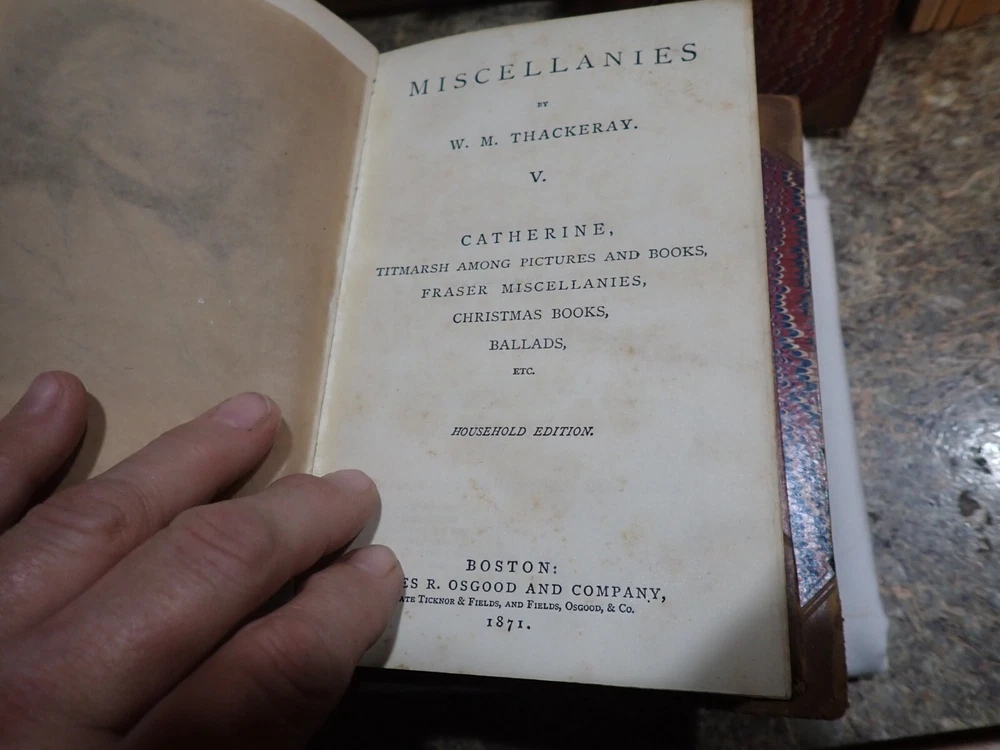 MISCELLANIES
BY
W. M. THACKERAY.
V.
CATHERINE,
TITMARSH AMONG PICTURES AND BOOKS,
FRASER MISCELLANIES,
CHRISTMAS BOOKS,
BALLADS,
ETC.
HOUSEHOLD EDITION.
BOSTON:
R. OSGOOD AND COMPANY,
TICKNOR & FIELDS, AND FIELDS, OSGOOD, & CO.
1871.